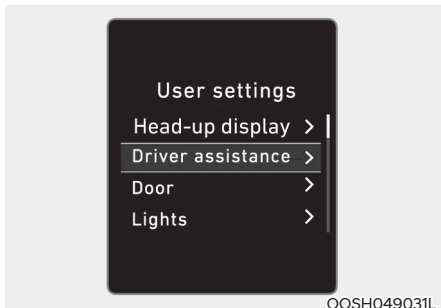 User settings
Head-up display >
Driver assistance >
Door >
Lights >
OOSH049031L